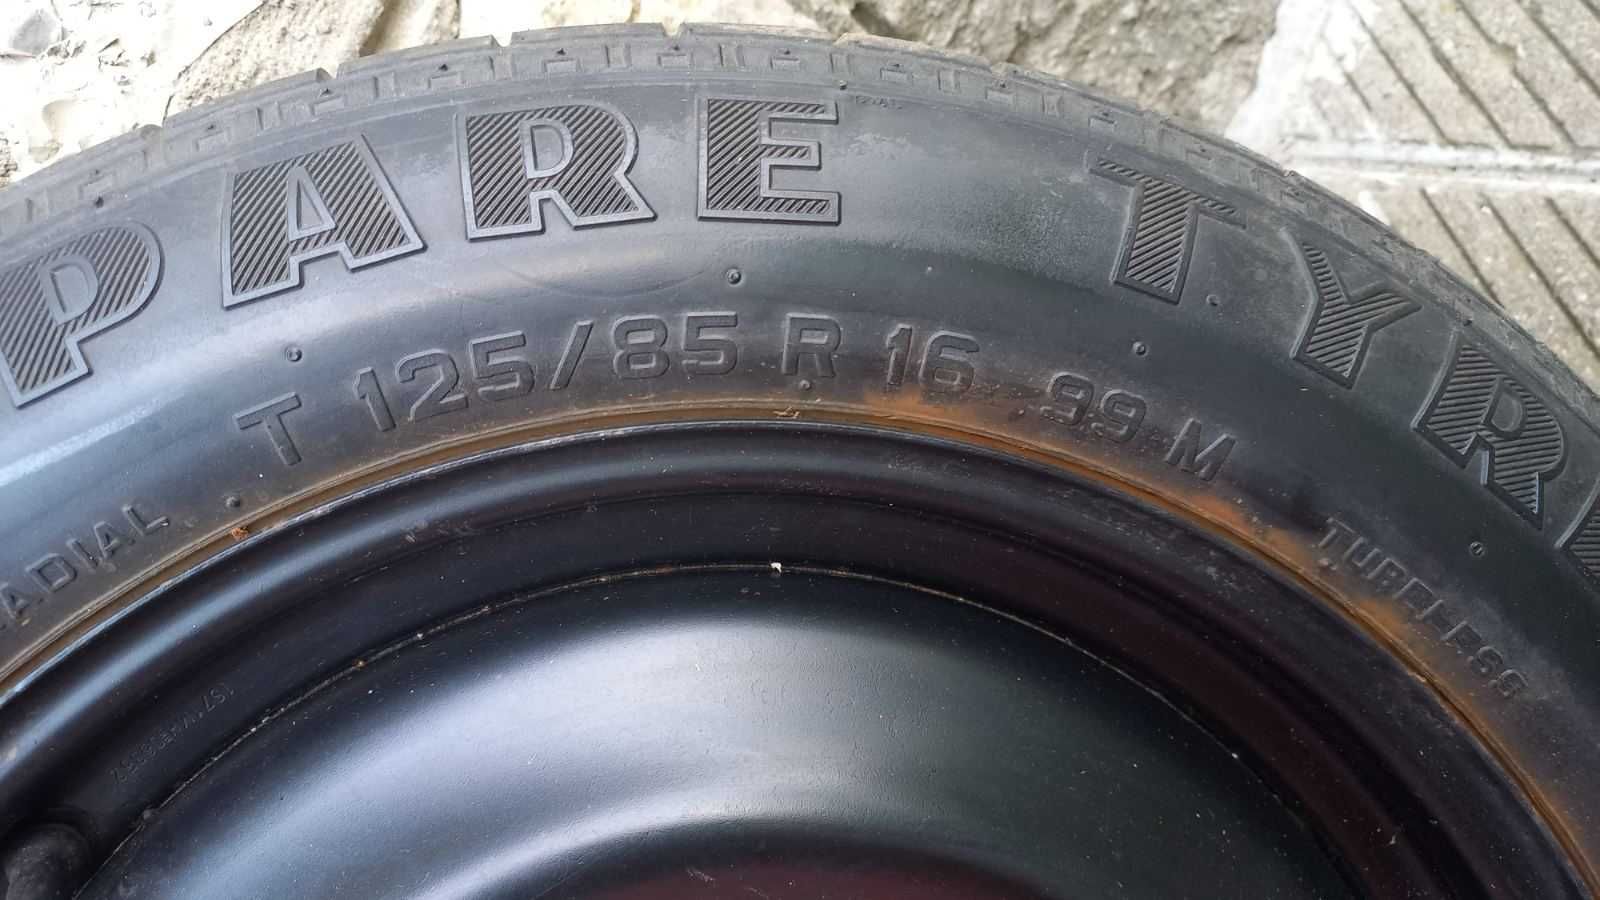 PARE TYR
T 125/85 R 16 99 M
ADIAL
TUBELESS